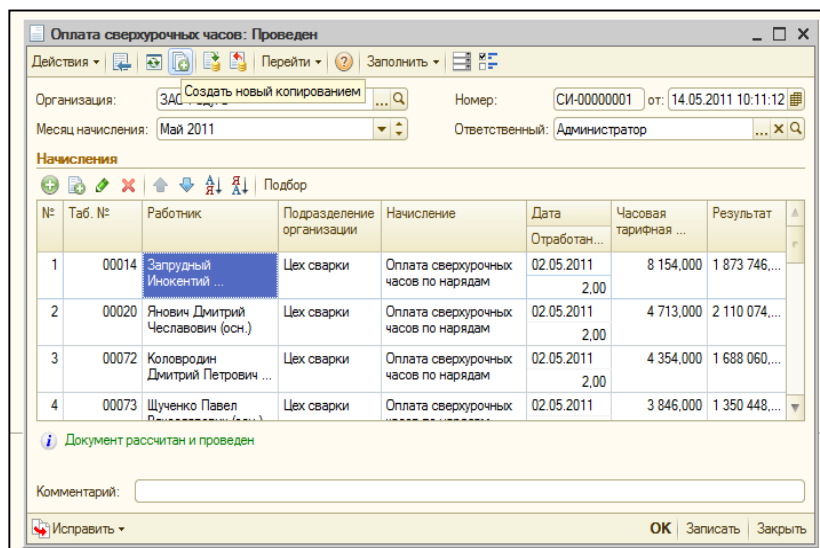 Оплата сверхурочных часов: Проведен
Действия Перейти Заполнить
Создать новый копированием
Организация: ЗАО Номер: СИ-00000001 от: 14.05.2011 10:11:12
Месяц начисления: Май 2011 Ответственный: Администратор
Начисления
Подбор
№ Таб. № Работник Подразделение Начисление Дата Часовая Результат
организации Отработан... тарифная ...
1 00014 Запрудный Цех сварки Оплата сверхурочных 02.05.2011 8 154,000 1 873 746,...
Инокентий ... часов по нарядам 2,00
2 00020 Янович Дмитрий Цех сварки Оплата сверхурочных 02.05.2011 4 713,000 2 110 074,...
Чеславович (осн.) часов по нарядам 2,00
3 00072 Коловродин Цех сварки Оплата сверхурочных 02.05.2011 4 354,000 1 688 060,...
Дмитрий Петрович ... часов по нарядам 2,00
4 00073 Щученко Павел Цех сварки Оплата сверхурочных 02.05.2011 3 846,000 1 350 448,...
Документ рассчитан и проведен
Комментарий:
Исправить OK Записать Закрыть